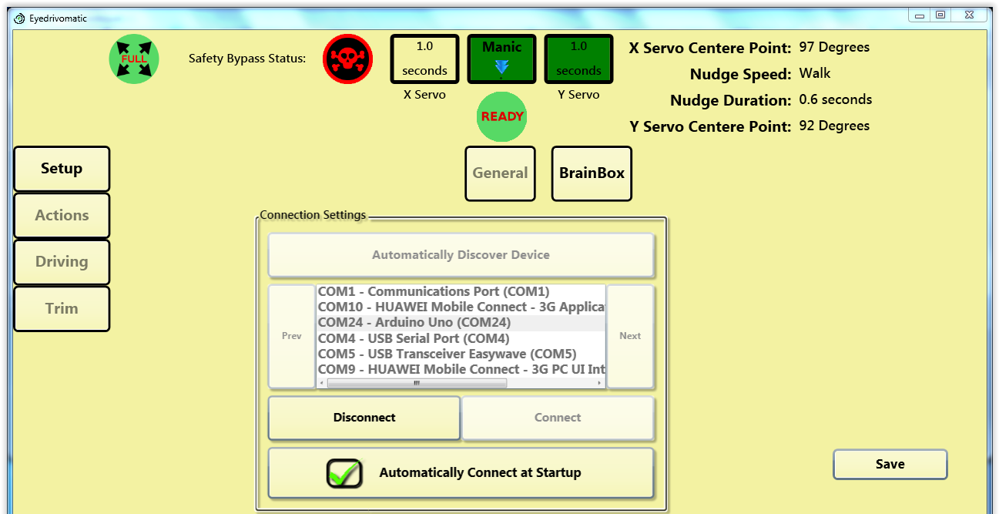 Eyedrivomatic
FULL
Safety Bypass Status:
1.0
seconds
X Servo
Manic
1.0
seconds
Y Servo
READY
X Servo Centere Point: 97 Degrees
Nudge Speed: Walk
Nudge Duration: 0.6 seconds
Y Servo Centere Point: 92 Degrees
Setup
Actions
Driving
Trim
General
BrainBox
Connection Settings
Automatically Discover Device
Prev
COM1 - Communications Port (COM1)
COM10 - HUAWEI Mobile Connect - 3G Applica
COM24 - Arduino Uno (COM24)
COM4 - USB Serial Port (COM4)
COM5 - USB Transceiver Easywave (COM5)
COM9 - HUAWEI Mobile Connect - 3G PC UI Int
Next
Disconnect
Connect
Automatically Connect at Startup
Save